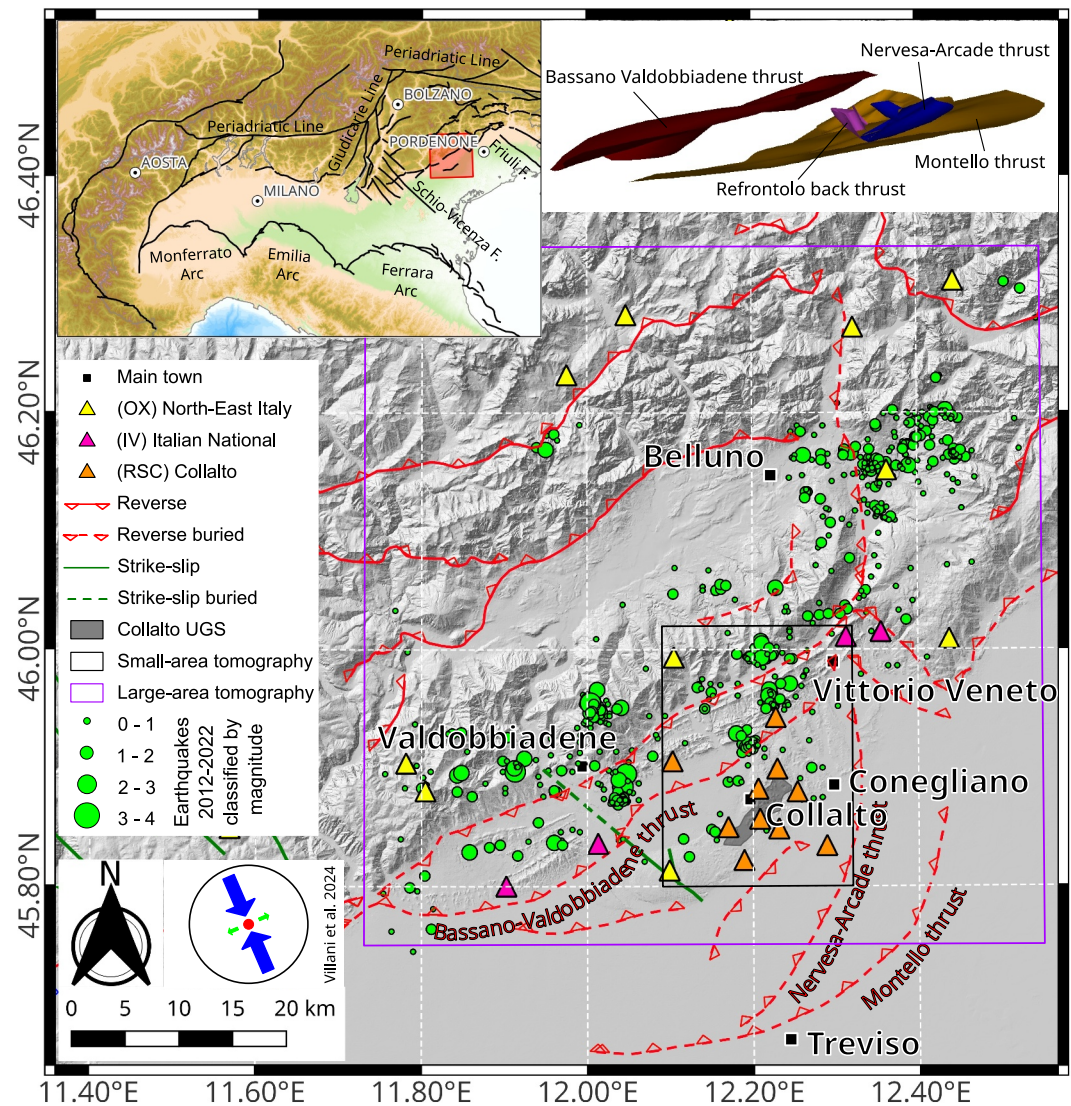 Periadriatic Line
BOLZANO
Giudicarie Line
Periadriatic Line
PORDENONE
AOSTA
Friuli F.
MILANO
Schio-Vicenza F.
Monferrato
Arc
Emilia
Arc
Ferrara
Arc
Nervesa-Arcade thrust
Bassano Valdobbiadene thrust
Montello thrust
Refrontolo back thrust
46.40°N
46.20°N
46.00°N
45.80°N
Main town
(OX) North-East Italy
(IV) Italian National
(RSC) Collalto
Reverse
Reverse buried
Strike-slip
Strike-slip buried
Collalto UGS
Small-area tomography
Large-area tomography
0 - 1
1 - 2
2 - 3
3 - 4
Earthquakes
2012-2022
classified by
magnitude
Belluno
Vittorio Veneto
Valdobbiadene
Conegliano
Collalto
Bassano-Valdobbiadene thrust
Nervesa-Arcade thrust
Montello thrust
Treviso
N
Villani et al. 2024
0 5 10 15 20 km
11.40°E 11.60°E 11.80°E 12.00°E 12.20°E 12.40°E